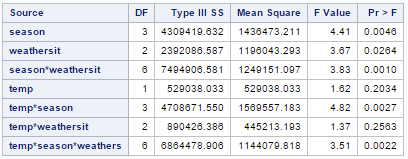 Source DF Type III SS Mean Square F Value Pr > F
season 3 4309419.632 1436473.211 4.41 0.0046
weathersit 2 2392086.587 1196043.293 3.67 0.0264
season*weathersit 6 7494906.581 1249151.097 3.83 0.0010
temp 1 529038.033 529038.033 1.62 0.2034
temp*season 3 4708671.550 1569557.183 4.82 0.0027
temp*weathersit 2 890426.386 445213.193 1.37 0.2563
temp*season*weathers 6 6864478.906 1144079.818 3.51 0.0022